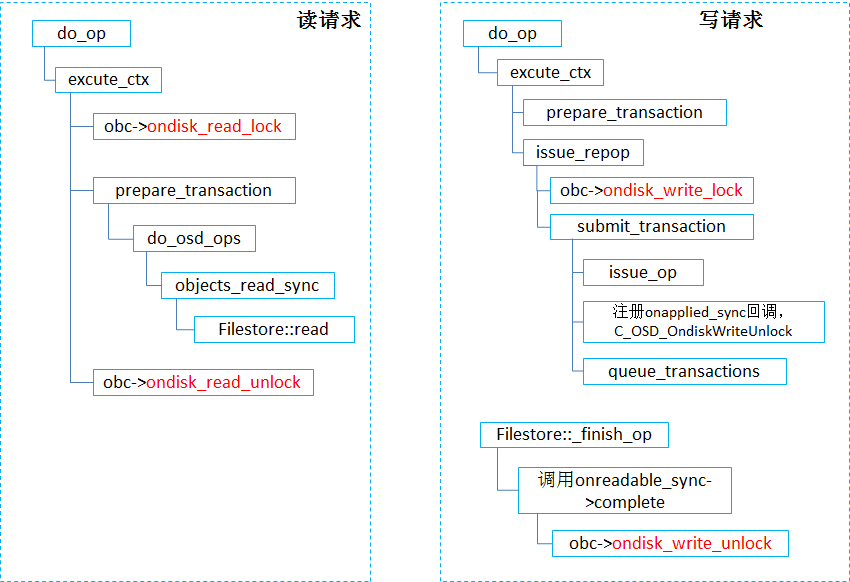 读请求
do_op
excute_ctx
obc->ondisk_read_lock
prepare_transaction
do_osd_ops
objects_read_sync
Filestore::read
obc->ondisk_read_unlock
写请求
do_op
excute_ctx
prepare_transaction
issue_repop
obc->ondisk_write_lock
submit_transaction
issue_op
注册onapplied_sync回调，
C_OSD_OndiskWriteUnlock
queue_transactions
Filestore::_finish_op
调用onreadable_sync-
>complete
obc->ondisk_write_unlock